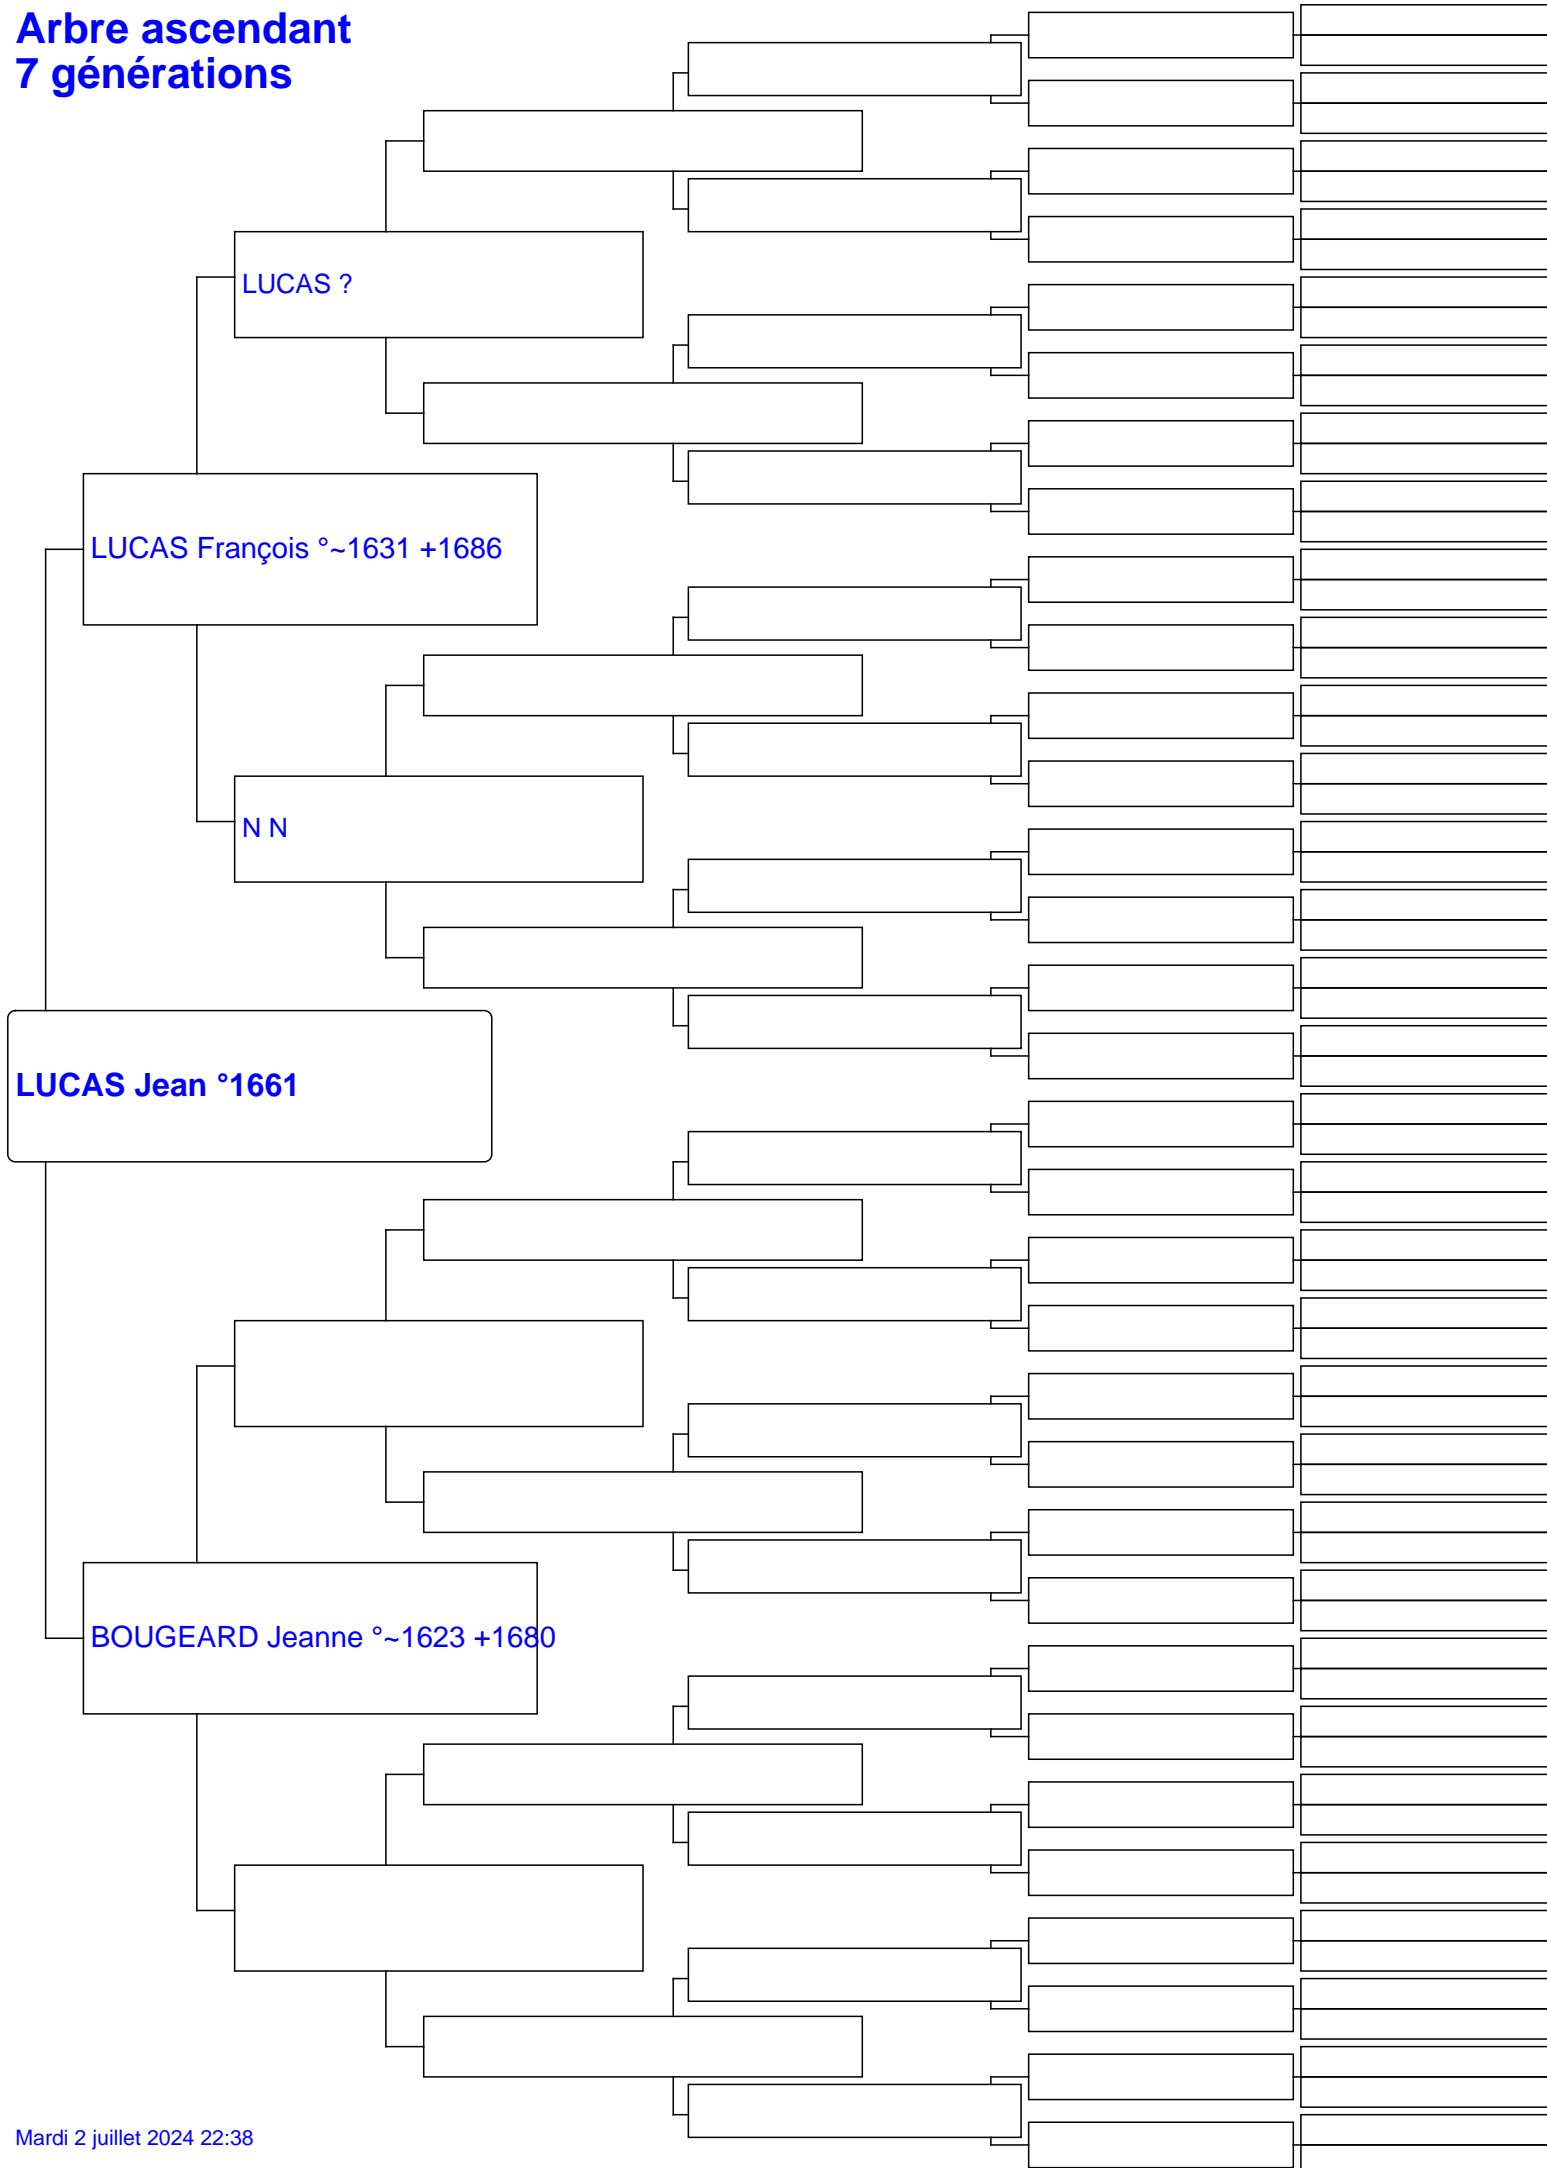 Arbre ascendant
7 générations
LUCAS ?
LUCAS François °~1631 +1686
N N
LUCAS Jean °1661
BOUGEARD Jeanne °~1623 +1680
Mardi 2 juillet 2024 22:38